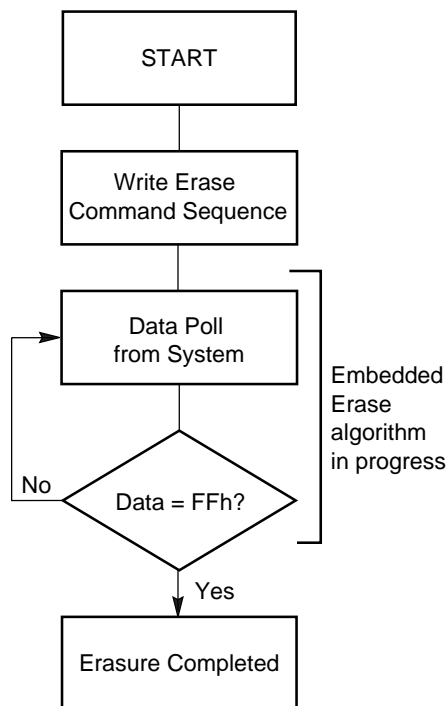 START
Write Erase
Command Sequence
Data Poll
from System
Embedded
Erase
algorithm
in progress
No
Data = FFh?
Yes
Erasure Completed